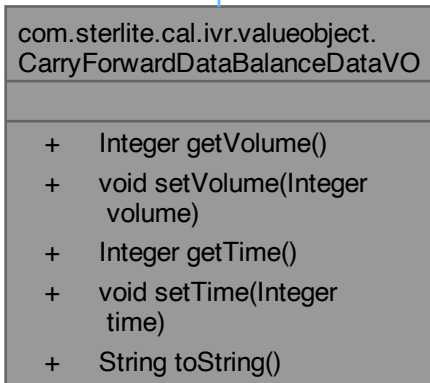 com.sterlite.cal.ivr.valueobject.
CarryForwardDataBalanceDataVO
+ Integer getVolume()
+ void setVolume(Integer
volume)
+ Integer getTime()
+ void setTime(Integer
time)
+ String toString()